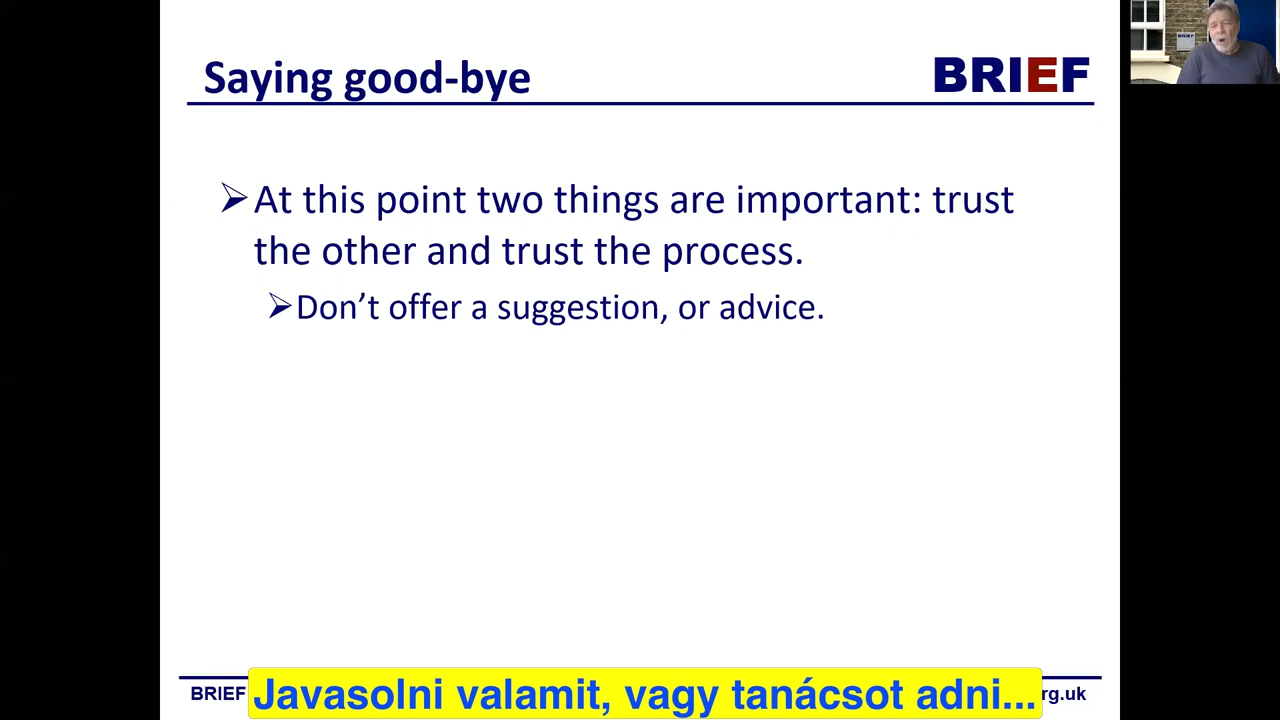 Saying good-bye
BRIEF
BRIEF
➢At this point two things are important: trust
the other and trust the process.
➢Don’t offer a suggestion, or advice.
BRIEF
rg.uk
Javasolni valamit, vagy tanácsot adni...